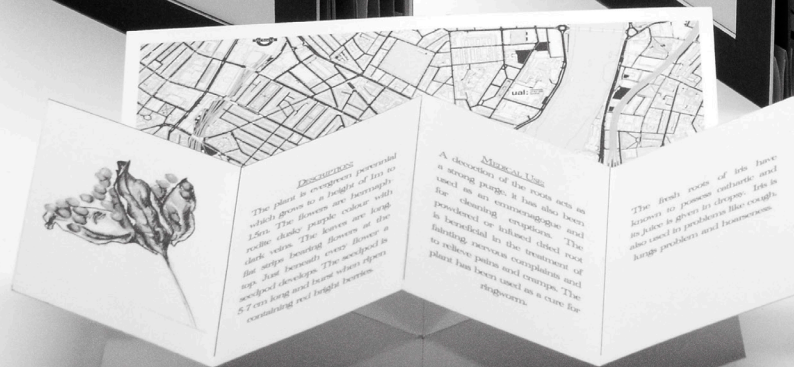 ual:
DESCRIPTION:
The plant is evergreen perennial
which grows to a height of 1m to
1.5m. The flowers are hermaph
roditic dusky purple colour with
dark veins. The leaves are long
flat strips bearing flowers at the
top. Just beneath every flower a
seedpod develops. The seedpod is
5 7 cm long and burst when ripen
containing red bright berries.
MEDICAL USE:
A decoction of the roots acts as
a strong purge, it has also been
used as an emmenagogue and
for cleaning eruptions. The
powdered or infused dried root
is beneficial in the treatment of
fainting, nervous complaints and
to relieve pains and cramps. The
plant has been used as a cure for
ringworm.
The fresh roots of Iris have
known to possess cathartic and
its juice is given in dropsy. Iris is
also used in problems like cough,
lungs problem and hoarseness.